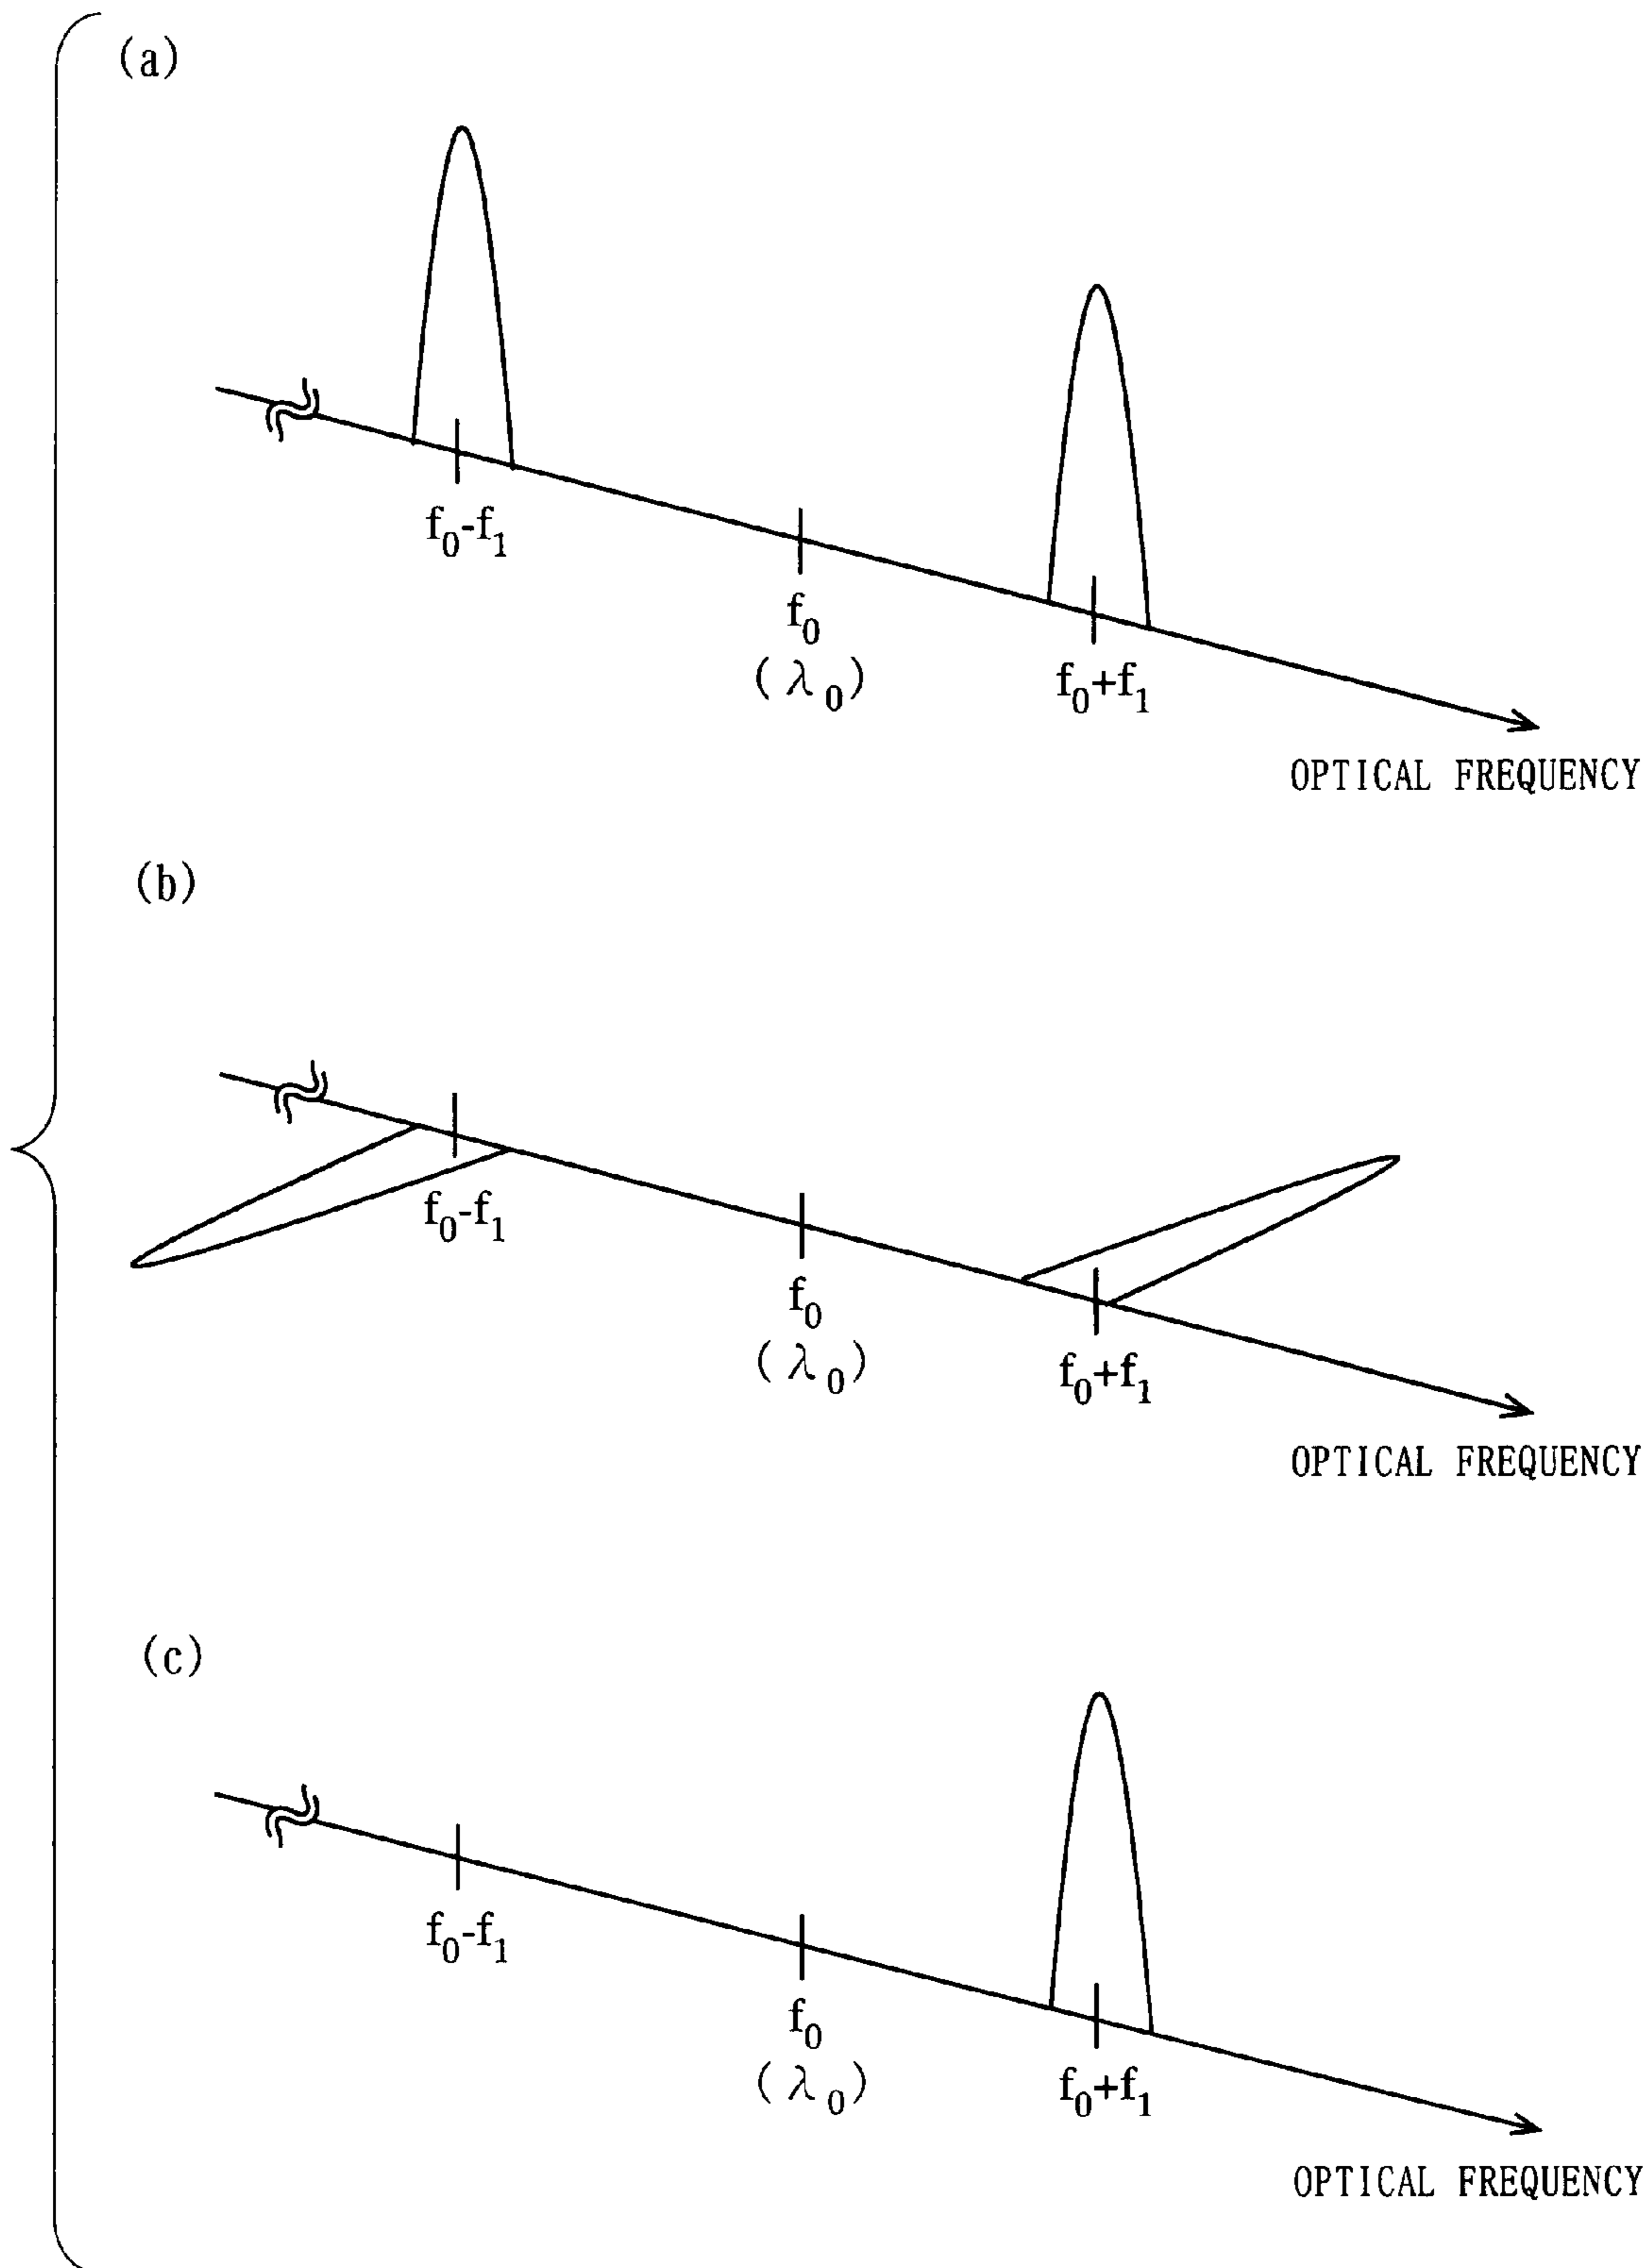 (a)
f₀-f₁
f₀
(λ₀)
f₀+f₁
OPTICAL FREQUENCY
(b)
f₀-f₁
f₀
(λ₀)
f₀+f₁
OPTICAL FREQUENCY
(c)
f₀-f₁
f₀
(λ₀)
f₀+f₁
OPTICAL FREQUENCY